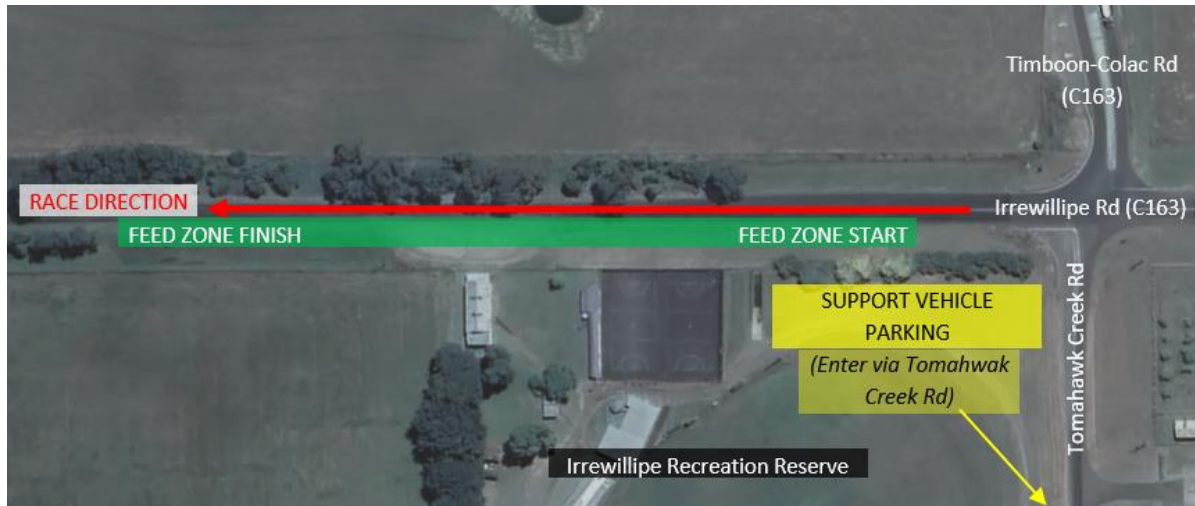 Timboon-Colac Rd
(C163)
RACE DIRECTION
Irrewillipe Rd (C163)
FEED ZONE FINISH
FEED ZONE START
SUPPORT VEHICLE
PARKING
(Enter via Tomahwak
Creek Rd)
Tomahawk Creek Rd
Irrewillipe Recreation Reserve